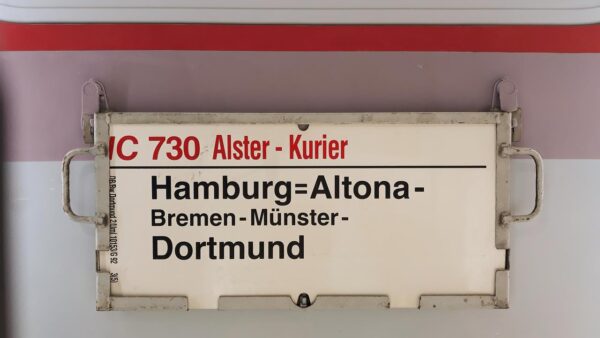 IC 730 Alster - Kurier
Hamburg=Altona-
Bremen-Münster-
Dortmund